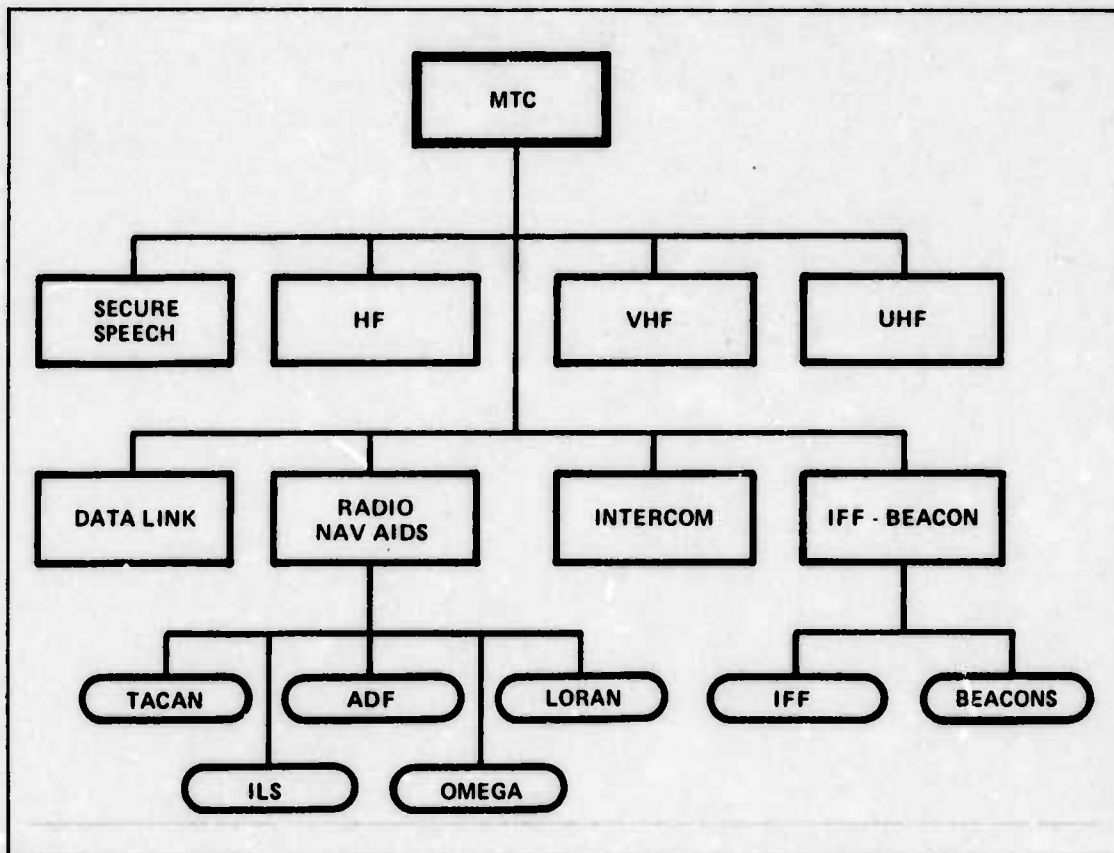 MTC
SECURE
SPEECH
HF
VHF
UHF
DATA LINK
RADIO
NAV AIDS
INTERCOM
IFF - BEACON
TACAN
ADF
LORAN
IFF
BEACONS
ILS
OMEGA